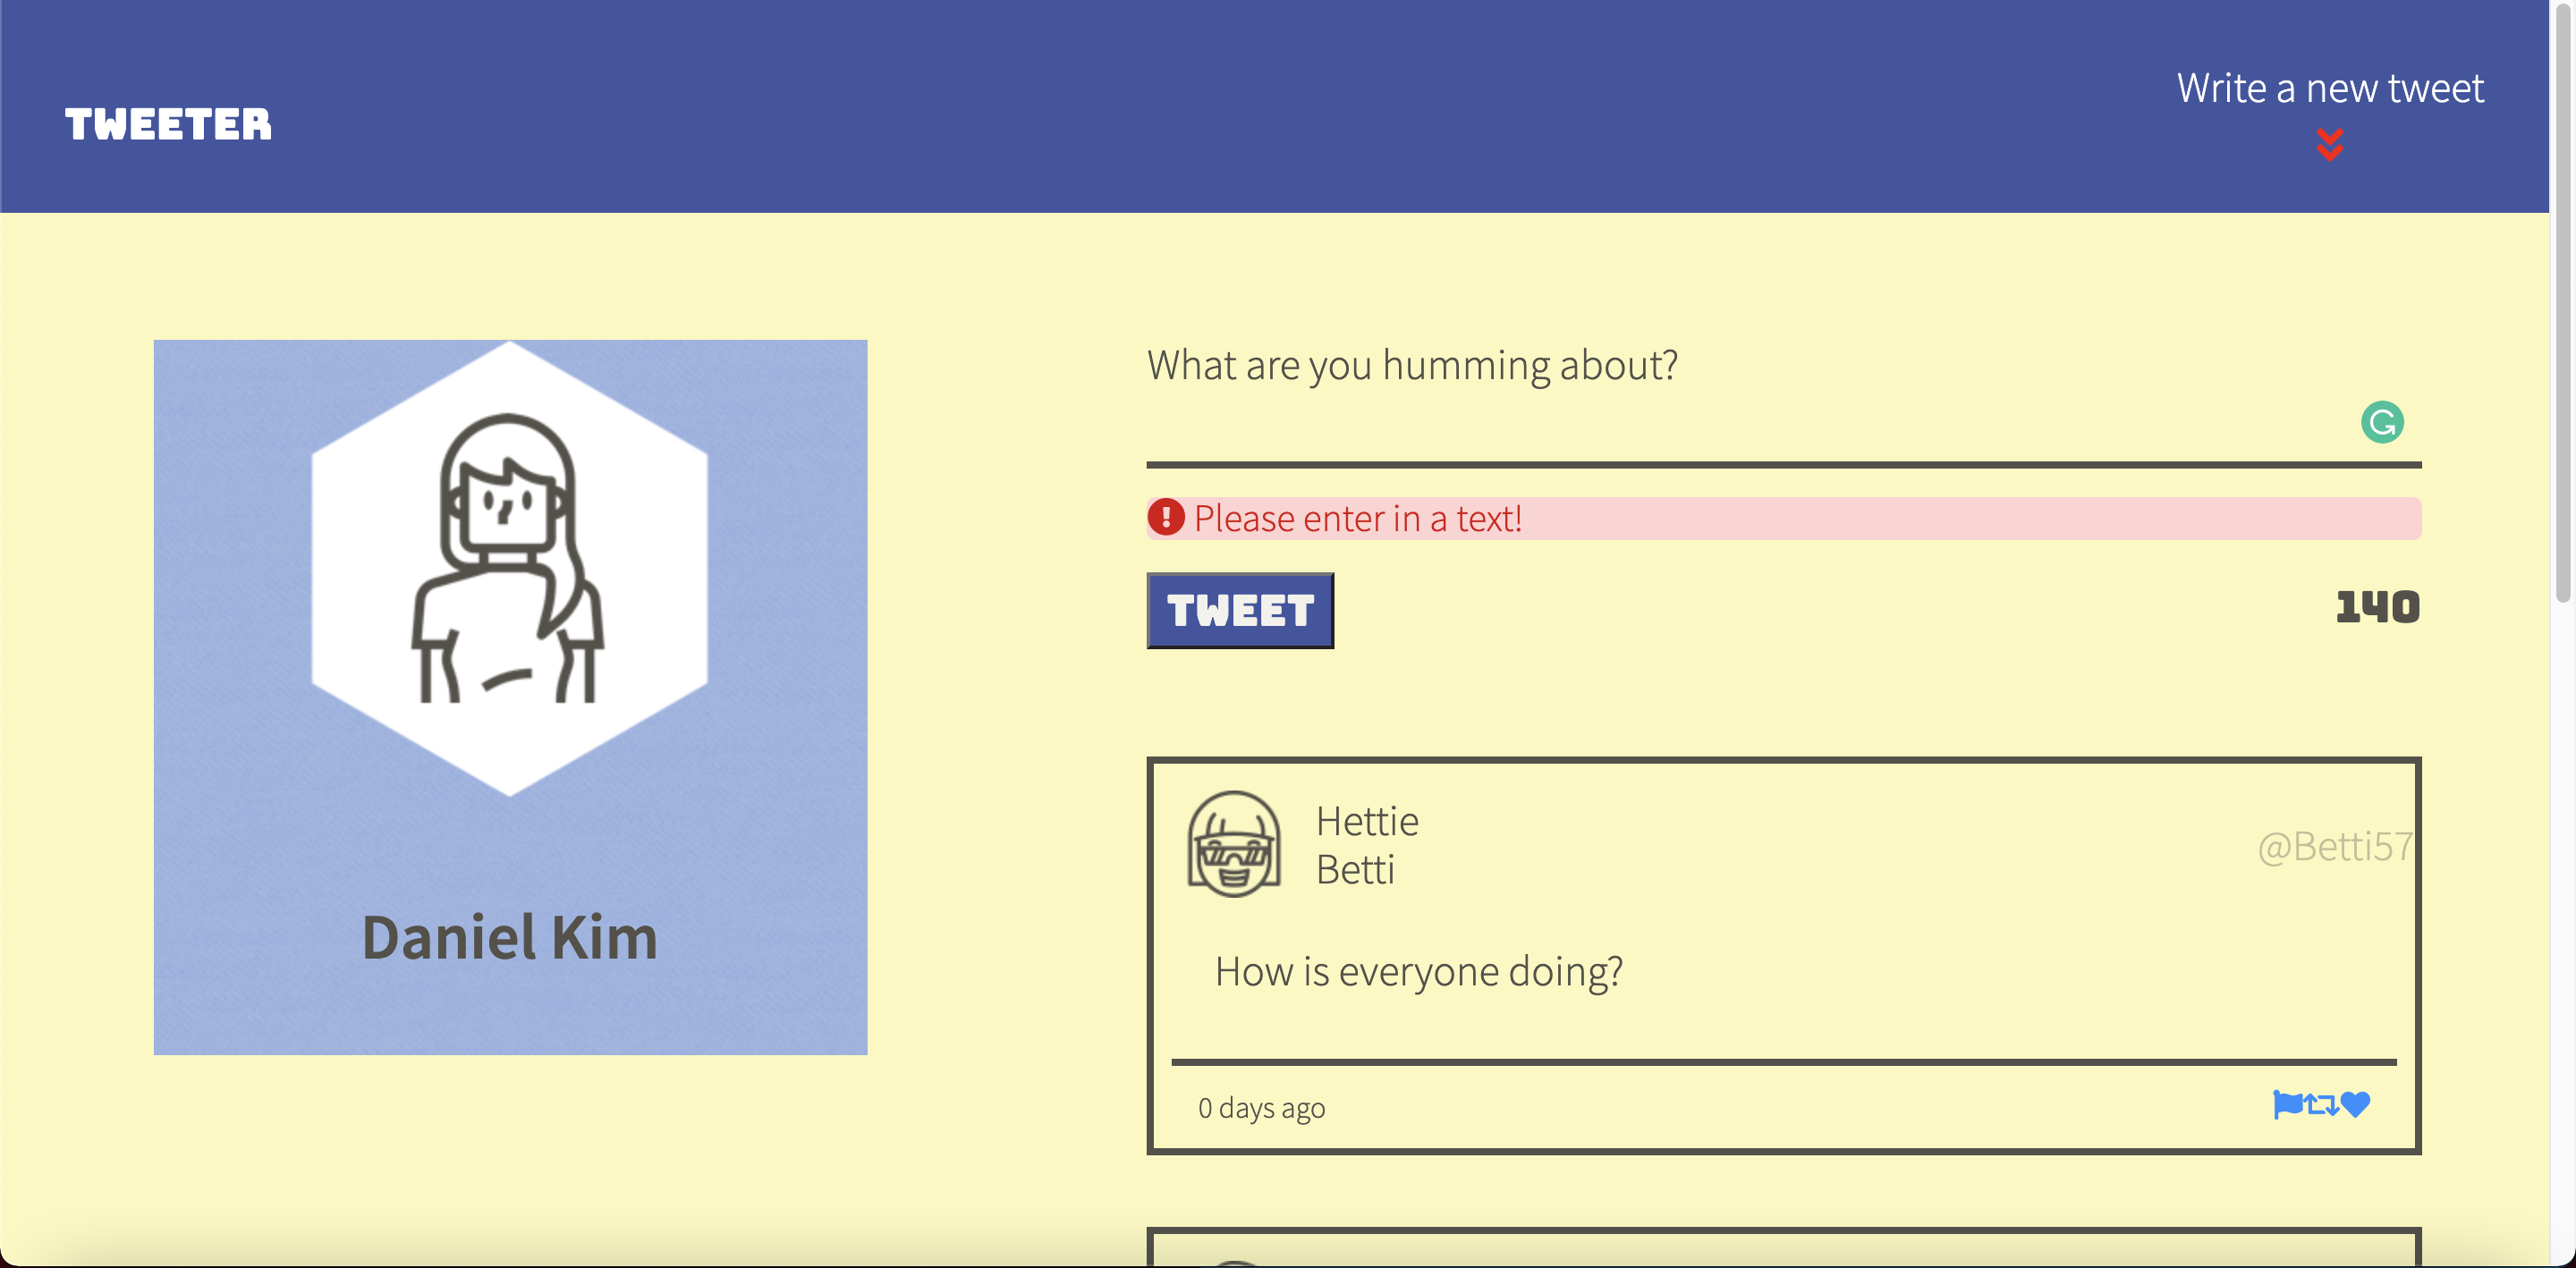 TWEETER
Write a new tweet
Daniel Kim
What are you humming about?
Please enter in a text!
TWEET
140
Hettie
Betti
@Betti57
How is everyone doing?
0 days ago